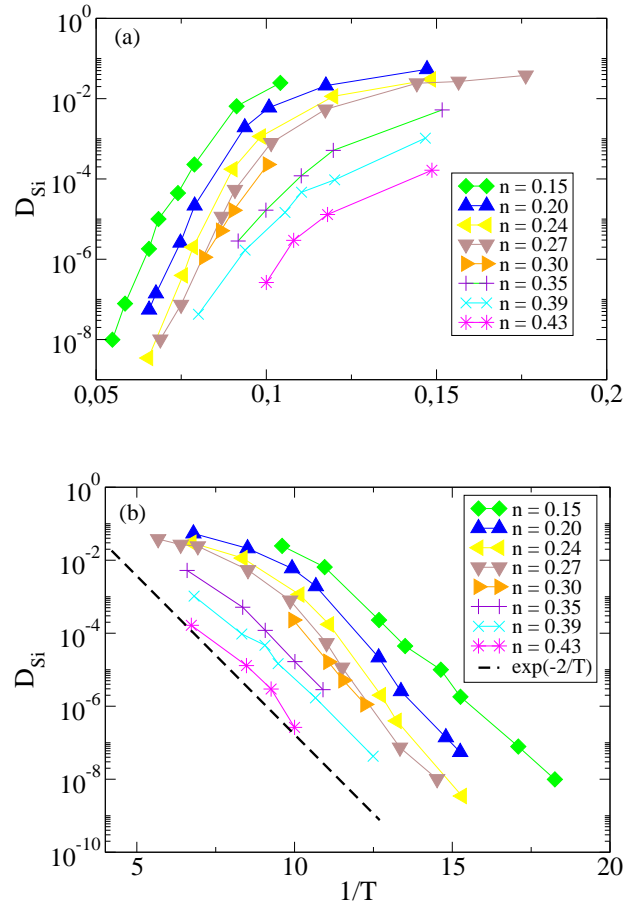 (a)
10^0
10^-2
10^-4
10^-6
10^-8
D_Si
n = 0.15
n = 0.20
n = 0.24
n = 0.27
n = 0.30
n = 0.35
n = 0.39
n = 0.43
0,05 0,1 0,15 0,2
(b)
10^0
10^-2
10^-4
10^-6
10^-8
10^-10
D_Si
n = 0.15
n = 0.20
n = 0.24
n = 0.27
n = 0.30
n = 0.35
n = 0.39
n = 0.43
exp(-2/T)
5 10 15 20
1/T